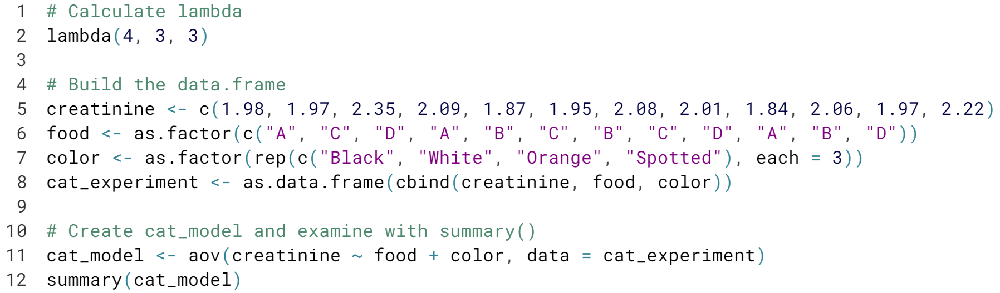 1 # Calculate lambda
2 lambda(4, 3, 3)
3
4 # Build the data.frame
5 creatinine <- c(1.98, 1.97, 2.35, 2.09, 1.87, 1.95, 2.08, 2.01, 1.84, 2.06, 1.97, 2.22)
6 food <- as.factor(c("A", "C", "D", "A", "B", "C", "B", "C", "D", "A", "B", "D"))
7 color <- as.factor(rep(c("Black", "White", "Orange", "Spotted"), each = 3))
8 cat_experiment <- as.data.frame(cbind(creatinine, food, color))
9
10 # Create cat_model and examine with summary()
11 cat_model <- aov(creatinine ~ food + color, data = cat_experiment)
12 summary(cat_model)